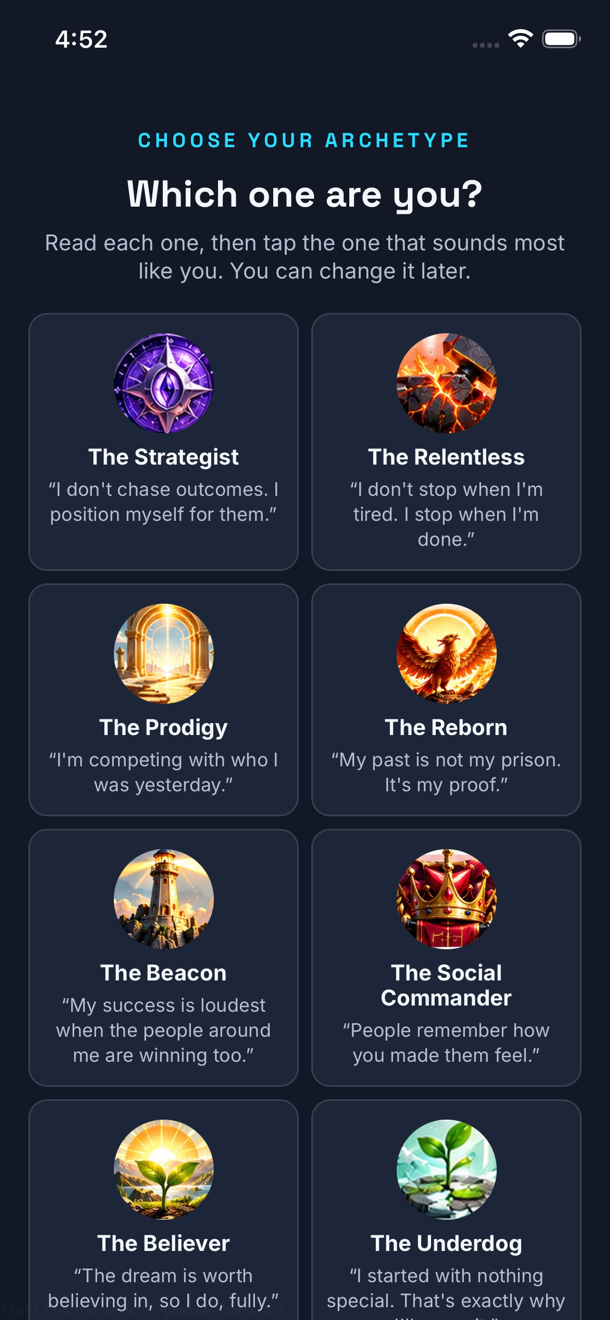 4:52
CHOOSE YOUR ARCHETYPE
Which one are you?
Read each one, then tap the one that sounds most
like you. You can change it later.
The Strategist
“I don't chase outcomes. I
position myself for them.”
The Relentless
“I don't stop when I'm
tired. I stop when I'm
done.”
The Prodigy
“I'm competing with who I
was yesterday.”
The Reborn
“My past is not my prison.
It's my proof.”
The Beacon
“My success is loudest
when the people around
me are winning too.”
The Social
Commander
“People remember how
you made them feel.”
The Believer
“The dream is worth
believing in, so I do, fully.”
The Underdog
“I started with nothing
special. That's exactly why